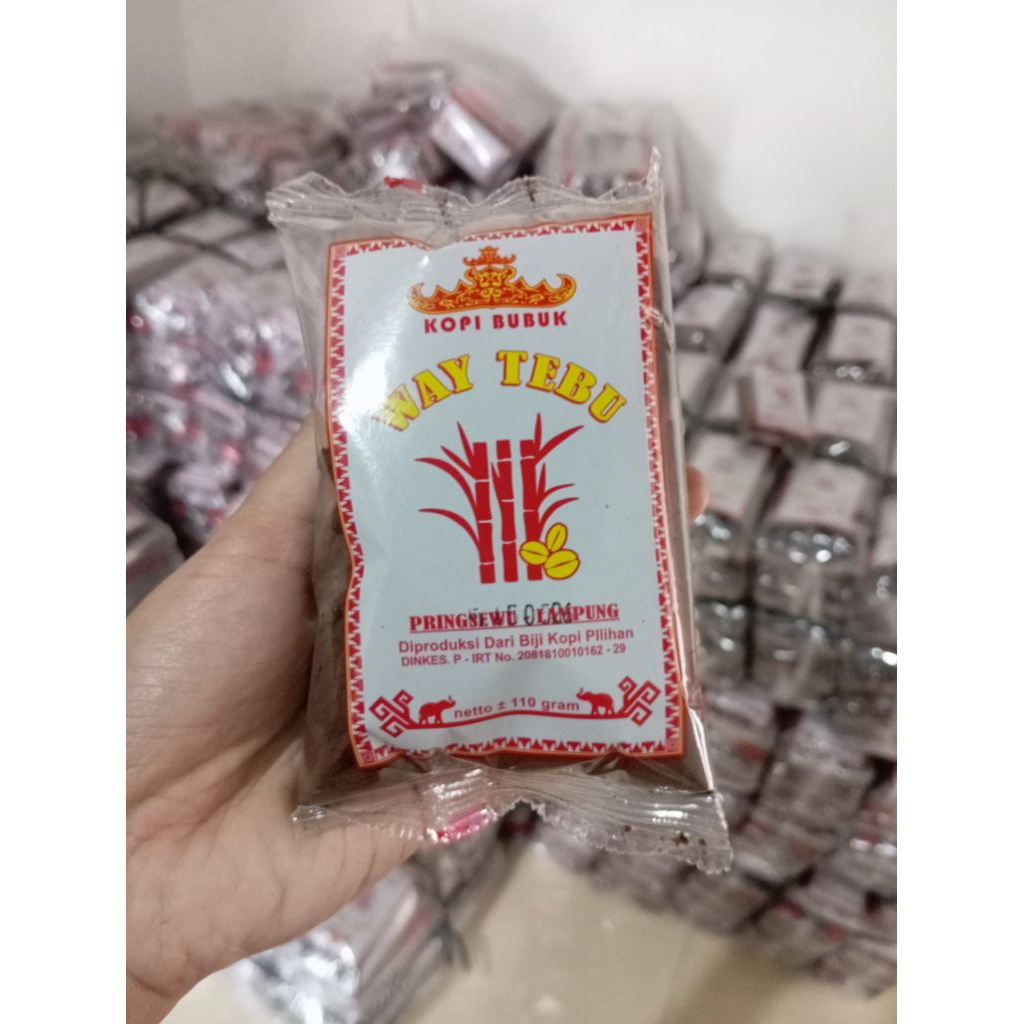 KOPI BUBUK
WAY TEBU
PRINGSEWU - LAMPUNG
Diproduksi Dari Biji Kopi PIlihan
DINKES. P - IRT No. 2081810010162 - 29
netto ± 110 gram